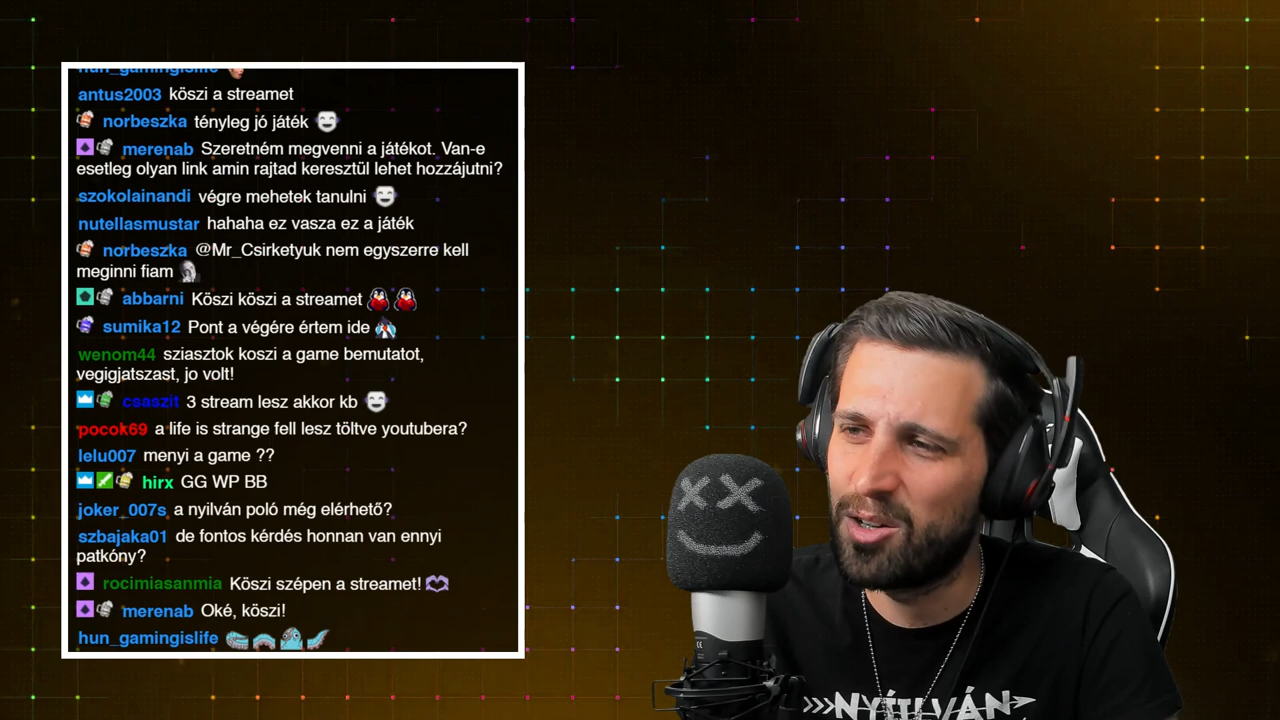 hun_gamingislife
antus2003 köszi a streamet
norbeszka tényleg jó játék
merenab Szeretném megvenni a játékot. Van-e
esetleg olyan link amin rajtad keresztül lehet hozzájutni?
szokolainandi végre mehetek tanulni
nutellasmustar hahaha ez vasza ez a játék
norbeszka @Mr_Csirketyuk nem egyszerre kell
meginni fiam
abbarni Köszi köszi a streamet
sumika12 Pont a végére értem ide
wenom44 sziasztok koszi a game bemutatot,
vegigjatszast, jo volt!
csaszit 3 stream lesz akkor kb
pocok69 a life is strange fell lesz töltve youtubera?
lelu007 menyi a game ??
hirx GG WP BB
joker_007s a nyilván poló még elérhető?
szbajaka01 de fontos kérdés honnan van ennyi
patkóny?
rocimiasanmia Köszi szépen a streamet!
merenab Oké, köszi!
hun_gamingislife
NYÍILVÁN